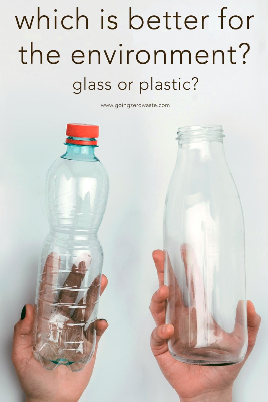 which is better for
the environment?
glass or plastic?
www.goingzerowaste.com